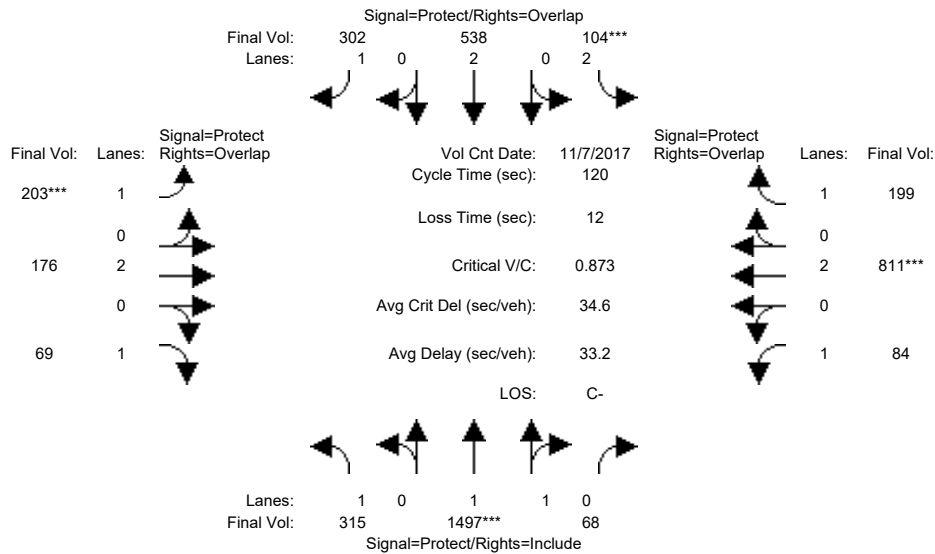 Signal=Protect/Rights=Overlap
Final Vol: 302 538 104***
Lanes: 1 0 2 0 2
Signal=Protect
Final Vol: Lanes: Rights=Overlap
203*** 1
0
176 2
0
69 1
Vol Cnt Date: 11/7/2017
Cycle Time (sec): 120
Loss Time (sec): 12
Critical V/C: 0.873
Avg Crit Del (sec/veh): 34.6
Avg Delay (sec/veh): 33.2
LOS: C-
Signal=Protect
Rights=Overlap Lanes: Final Vol:
1 199
0
2 811***
0
1 84
Lanes: 1 0 1 1 0
Final Vol: 315 1497*** 68
Signal=Protect/Rights=Include